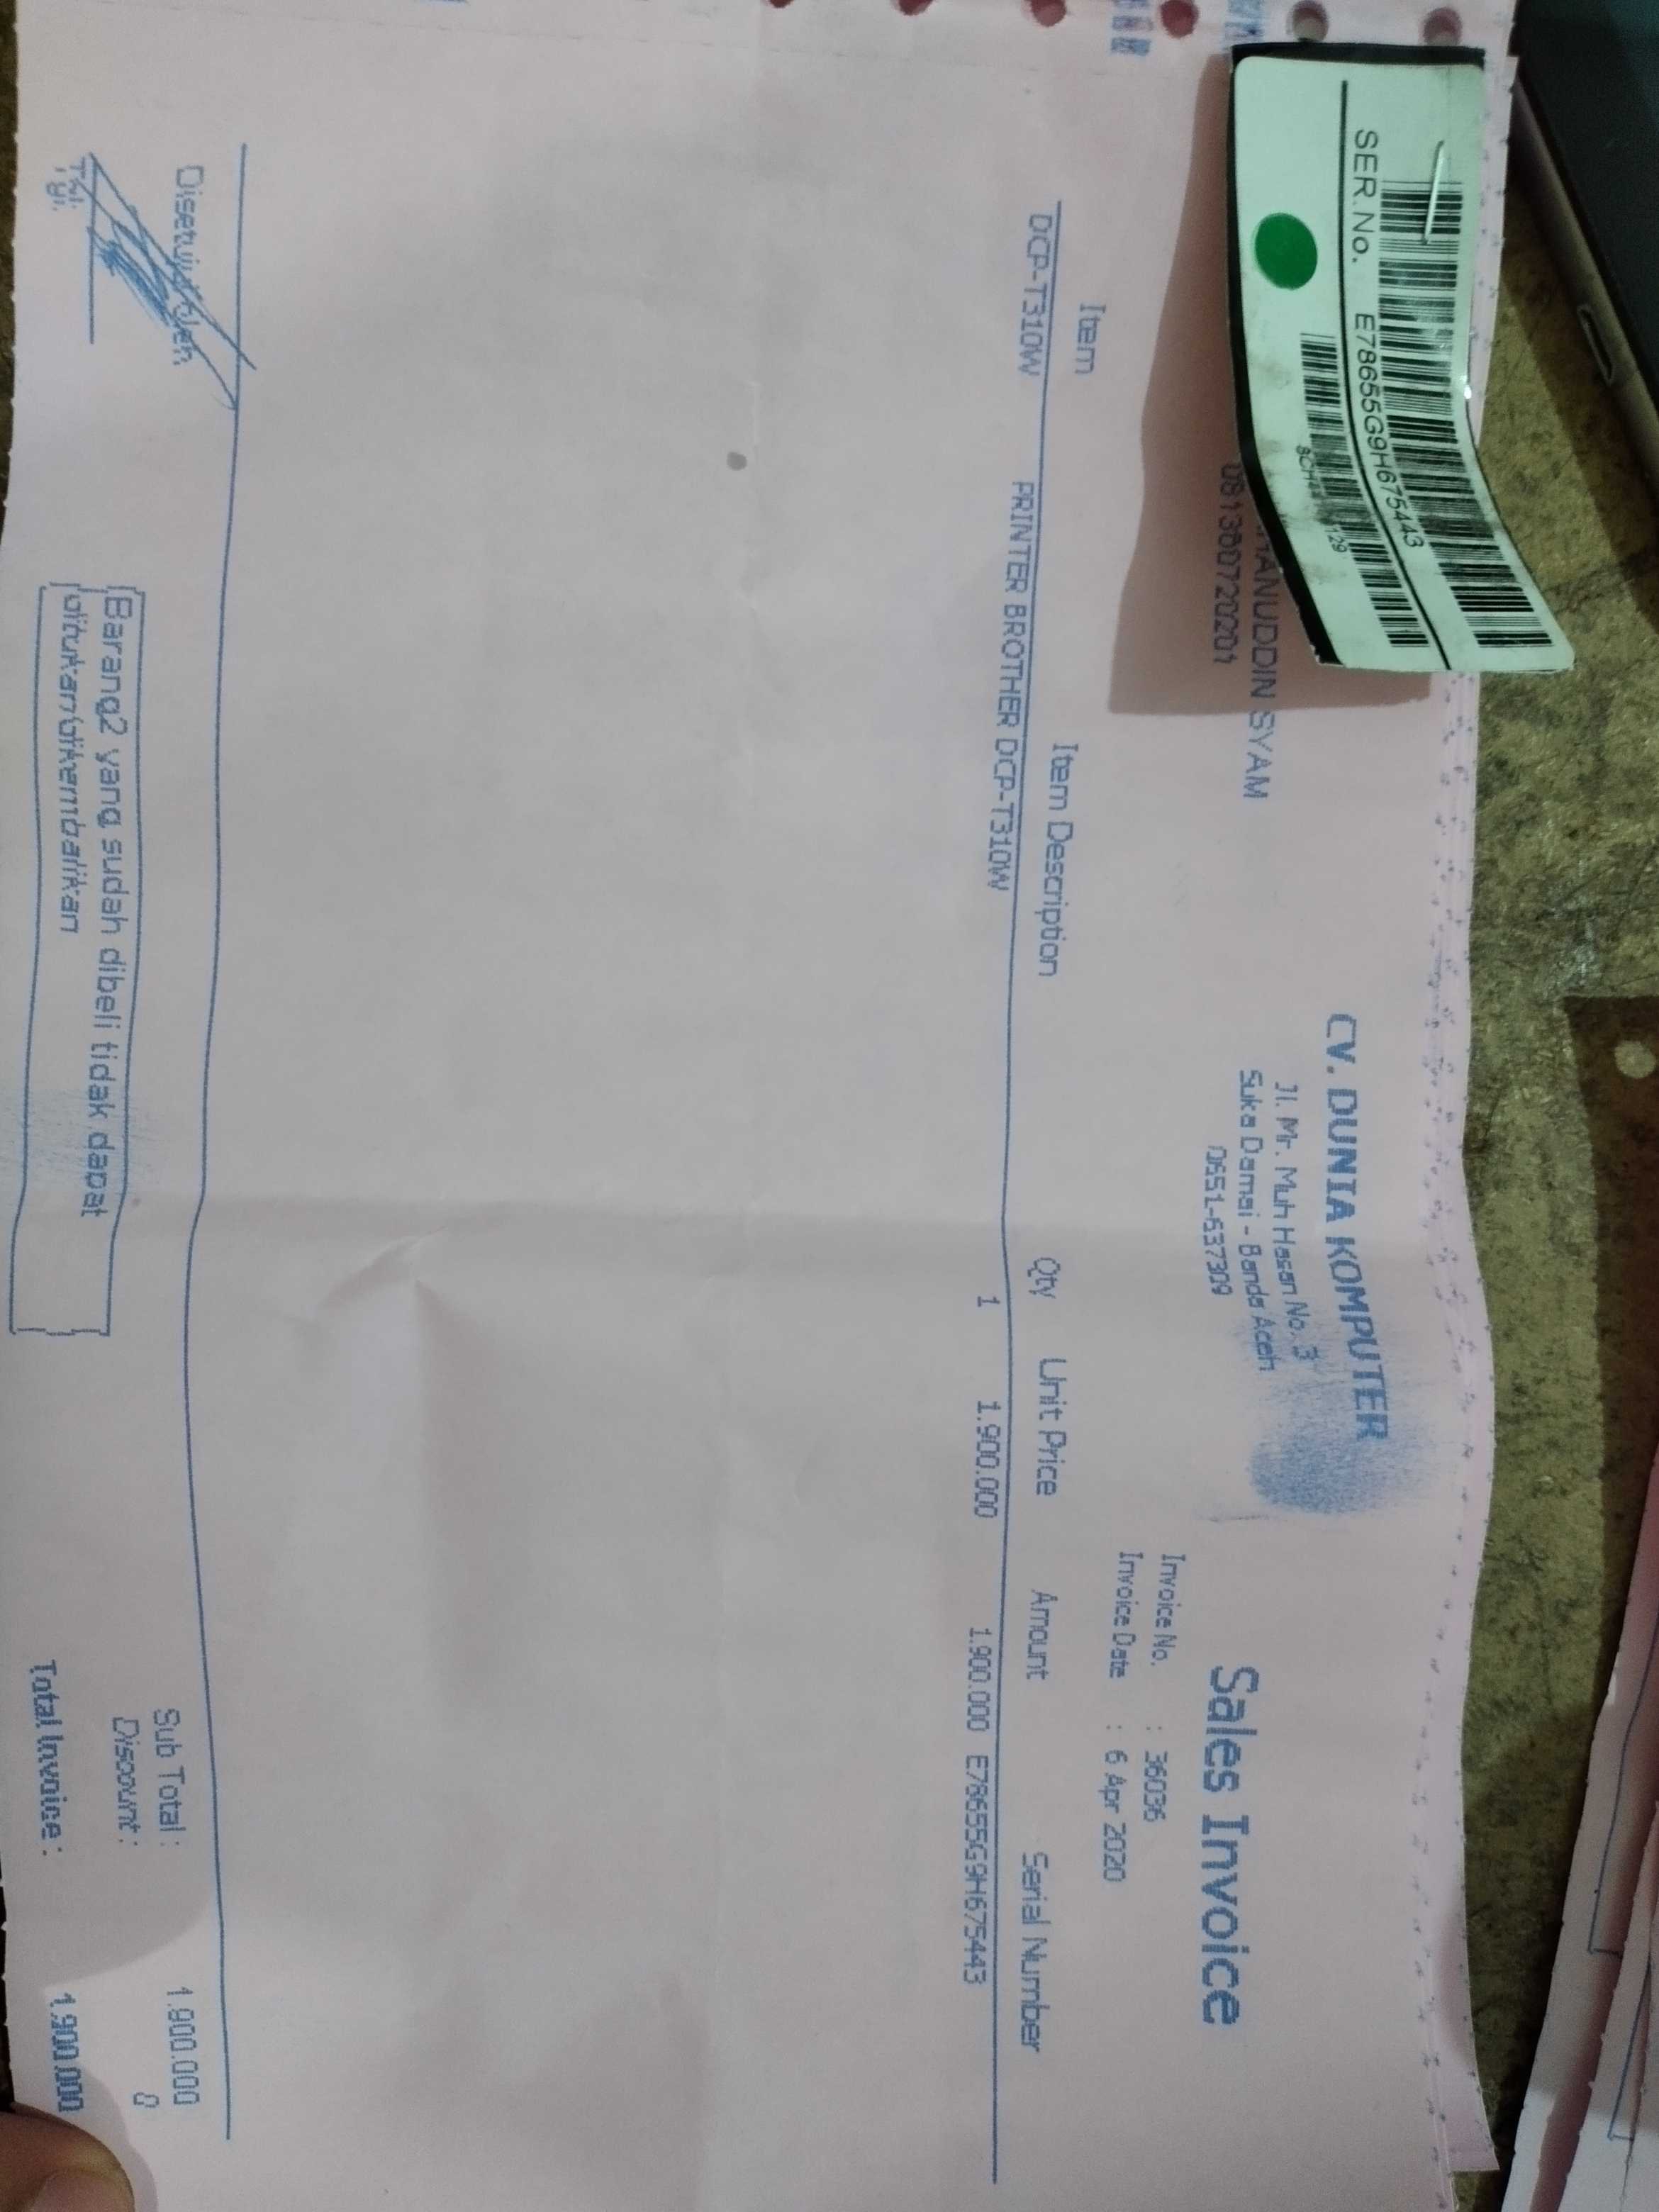 CV. DUNIA KOMPUTER
Jl. Mr. Muh Hasan No. 3
Suka Damai - Banda Aceh
0651-637309
Sales Invoice
Invoice No. : 36036
Invoice Date : 6 Apr 2020
SER.No. E78655G9H675443
SYAM
081360720201
Item Item Description Qty Unit Price Amount Serial Number
DCP-T310W PRINTER BROTHER DCP-T310W 1 1.900.000 1.900.000 E78655G9H675443
Disetujui Oleh
Tgl.
Barang2 yang sudah dibeli tidak dapat
ditukar/dikembalikan
Sub Total : 1.900.000
Discount : 0
Total Invoice : 1.900.000